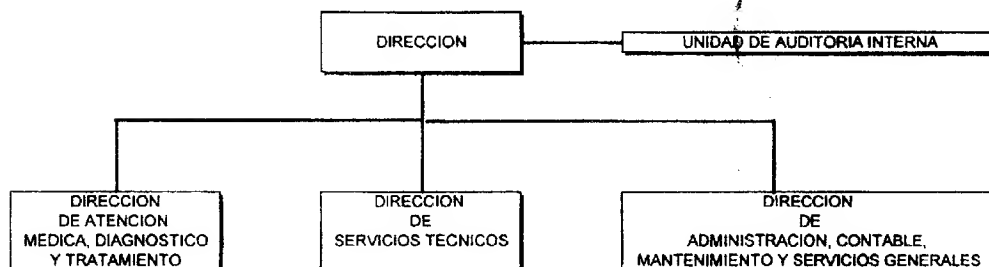 DIRECCION
UNIDAD DE AUDITORIA INTERNA
DIRECCION
DE ATENCION
MEDICA, DIAGNOSTICO
Y TRATAMIENTO
DIRECCION
DE
SERVICIOS TECNICOS
DIRECCION
DE
ADMINISTRACION, CONTABLE,
MANTENIMIENTO Y SERVICIOS GENERALES